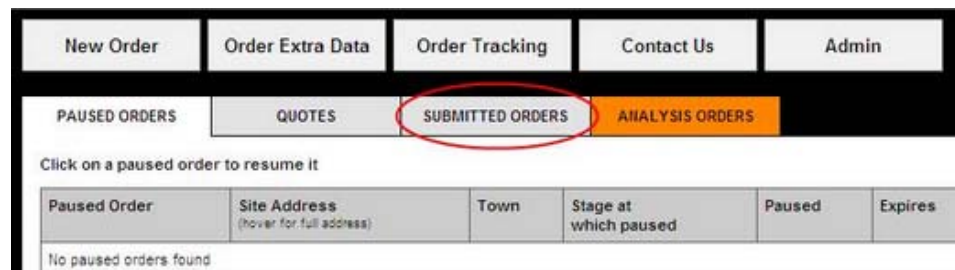 New Order Order Extra Data Order Tracking Contact Us Admin
PAUSED ORDERS QUOTES SUBMITTED ORDERS ANALYSIS ORDERS
Click on a paused order to resume it
Paused Order Site Address Town Stage at Paused Expires
(hover for full address) which paused
No paused orders found